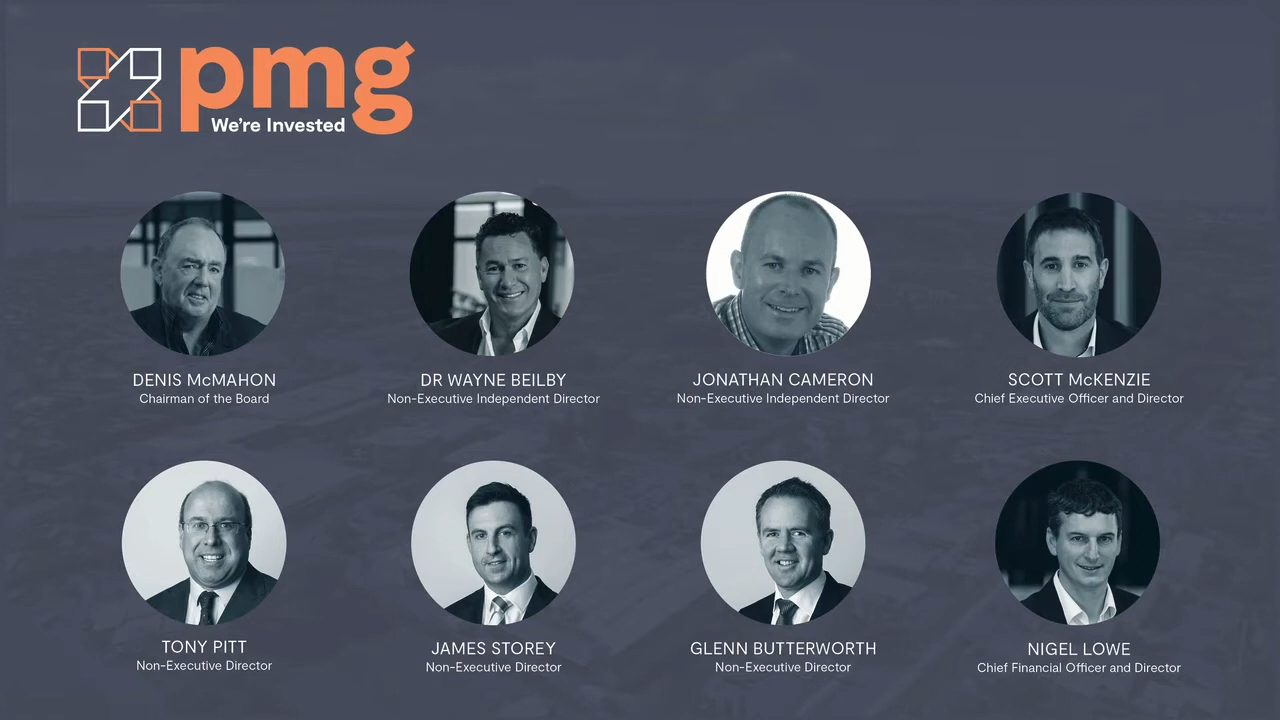 pmg
We're Invested
DENIS McMAHON
Chairman of the Board
DR WAYNE BEILBY
Non-Executive Independent Director
JONATHAN CAMERON
Non-Executive Independent Director
SCOTT McKENZIE
Chief Executive Officer and Director
TONY PITT
Non-Executive Director
JAMES STOREY
Non-Executive Director
GLENN BUTTERWORTH
Non-Executive Director
NIGEL LOWE
Chief Financial Officer and Director